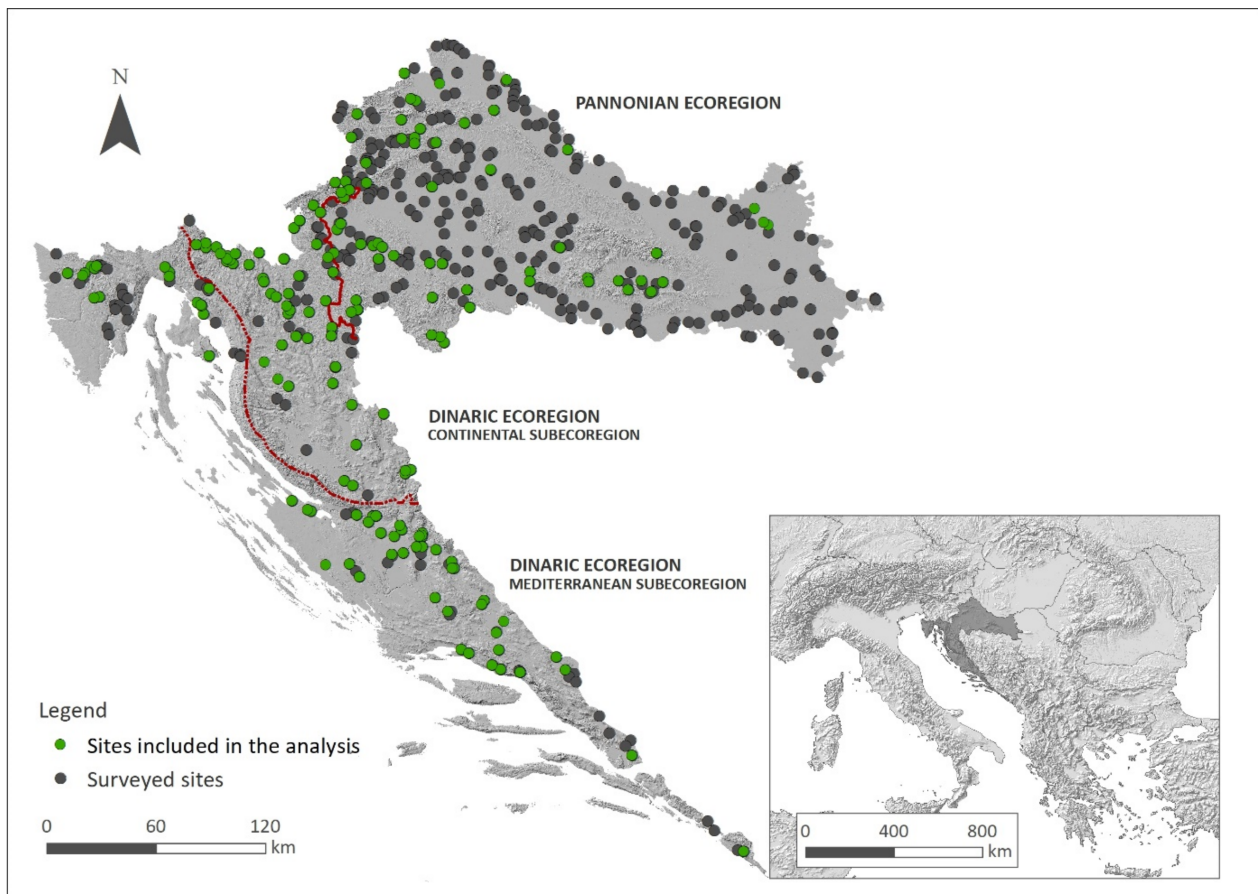 N
PANNONIAN ECOREGION
DINARIC ECOREGION
CONTINENTAL SUBECOREGION
DINARIC ECOREGION
MEDITERRANEAN SUBECOREGION
Legend
Sites included in the analysis
Surveyed sites
0 60 120
km
0 400 800
km